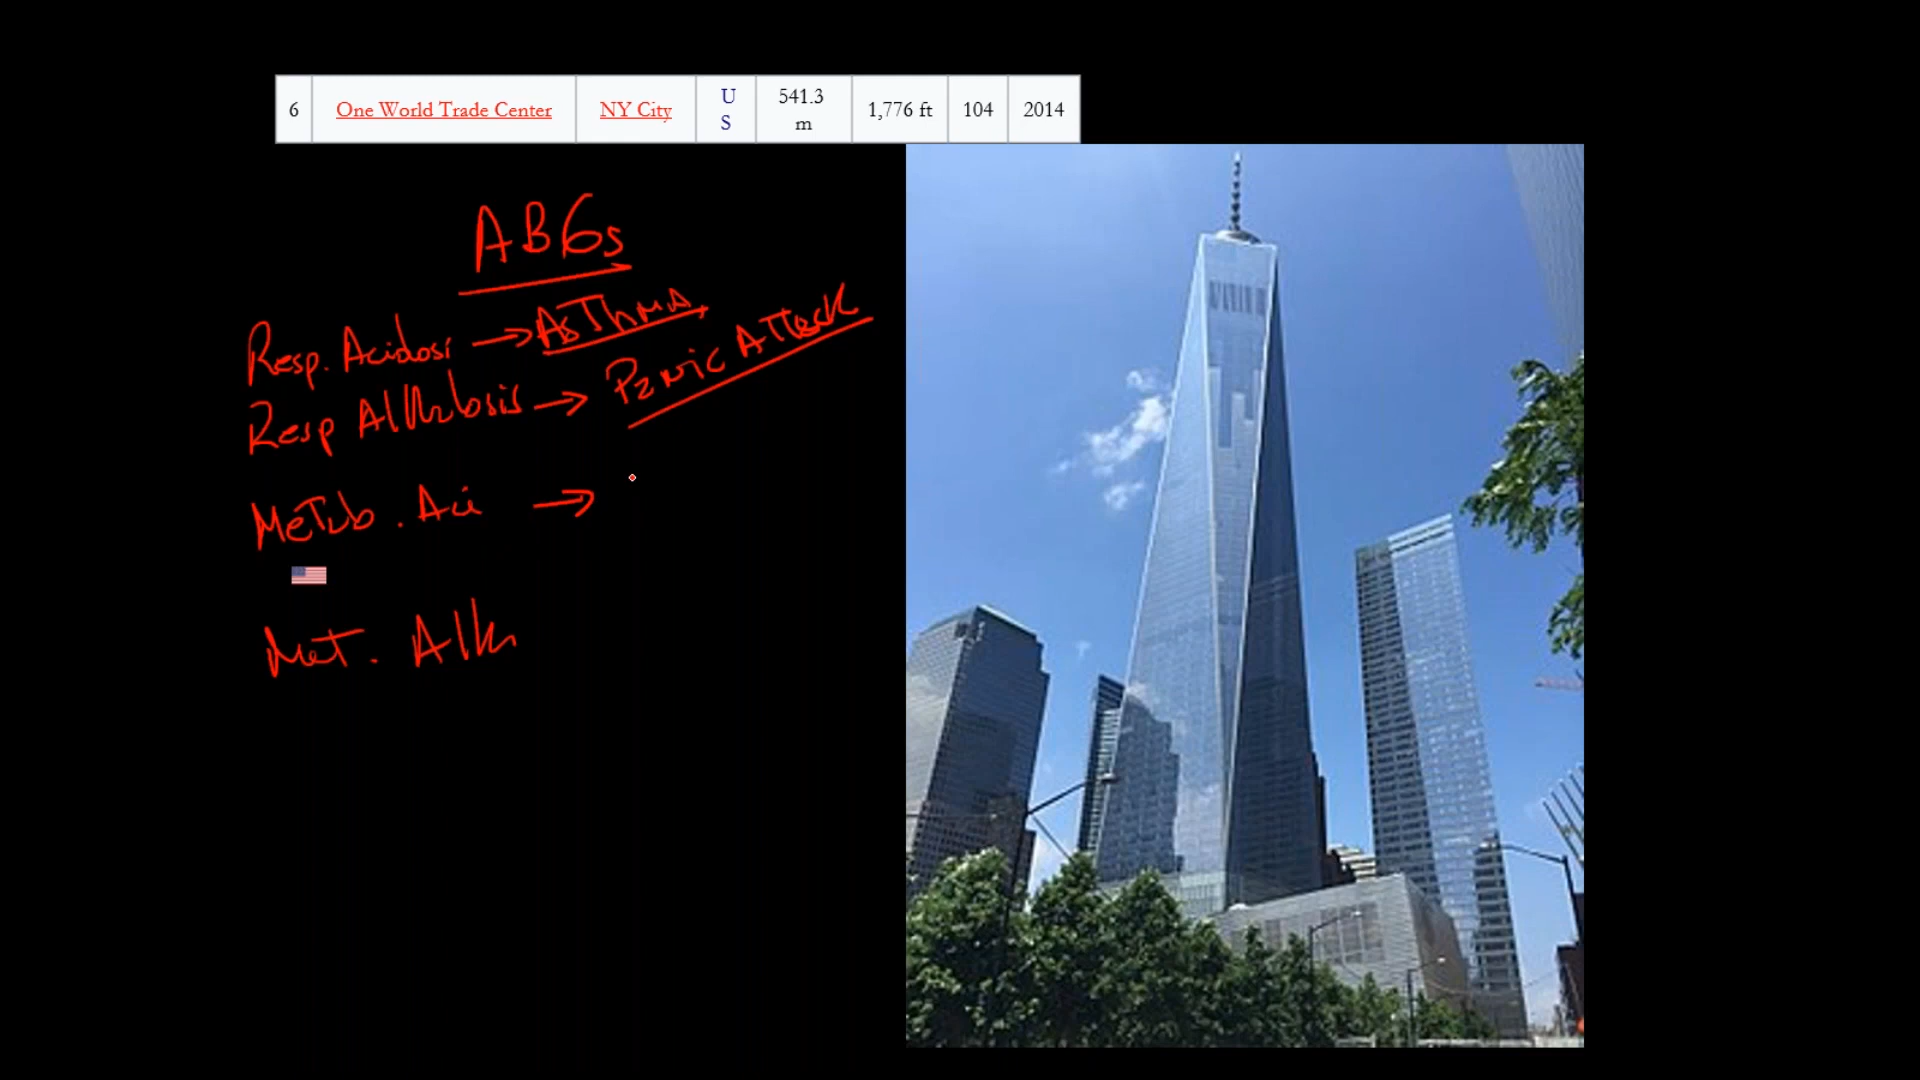 6 One World Trade Center NY City US 541.3 m 1,776 ft 104 2014
ABGs
Resp. Acidosi → Asthma
Resp Alkalosis → Panic Attack
Metab. Aci →
Met. Alk